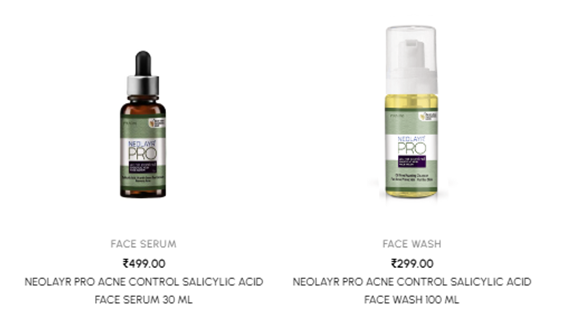 NEOLAYR
PRO
FACE SERUM
₹499.00
NEOLAYR PRO ACNE CONTROL SALICYLIC ACID
FACE SERUM 30 ML
NEOLAYR
PRO
FACE WASH
₹299.00
NEOLAYR PRO ACNE CONTROL SALICYLIC ACID
FACE WASH 100 ML